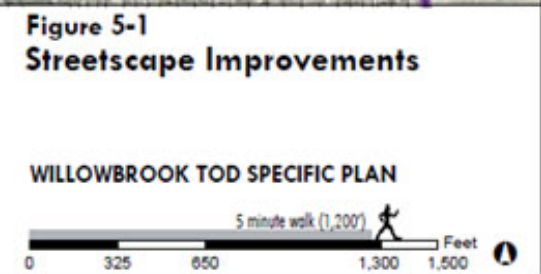 Figure 5-1
Streetscape Improvements
WILLOWBROOK TOD SPECIFIC PLAN
5 minute walk (1,200')
Feet
0 325 650 1,300 1,500